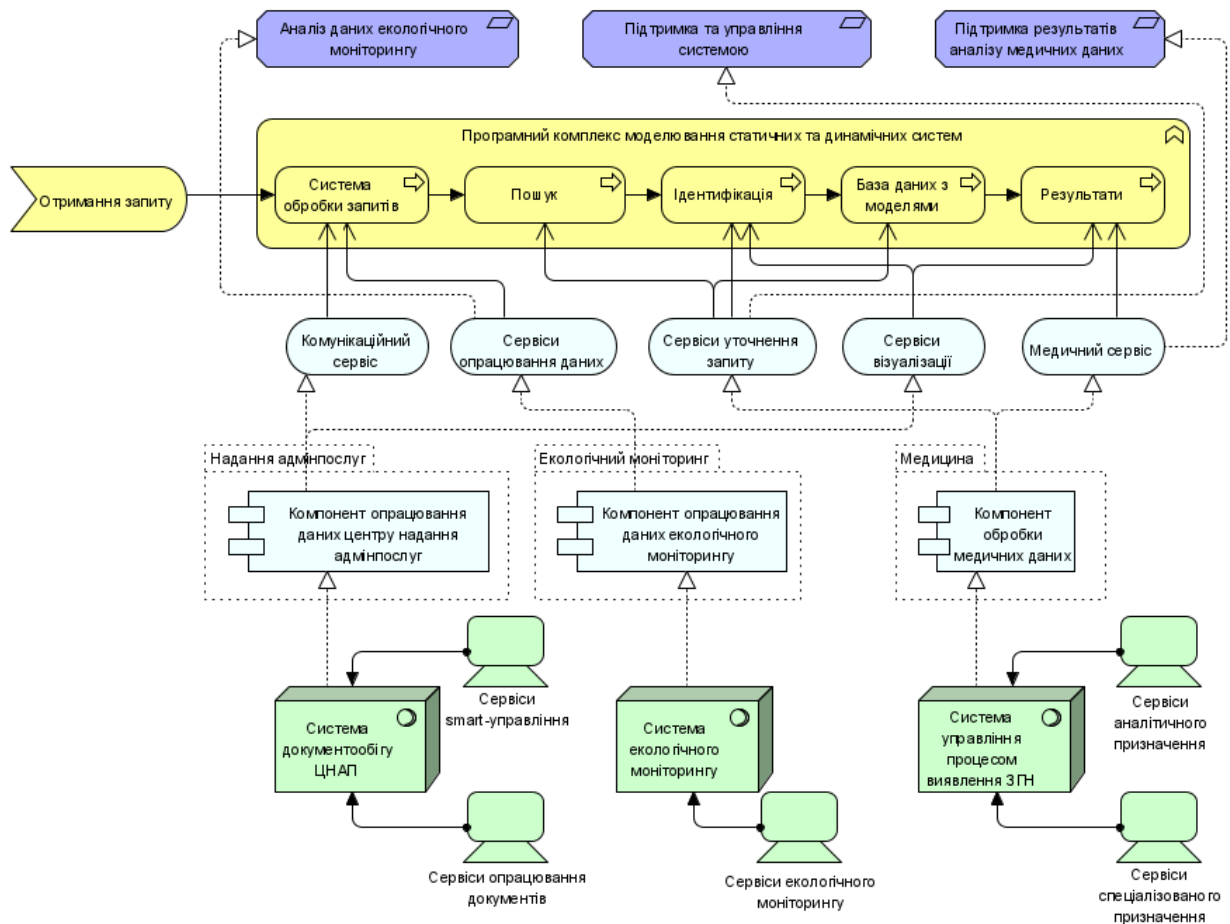 Аналіз даних екологічного
моніторингу
Підтримка та управління
системою
Підтримка результатів
аналізу медичних даних
Програмний комплекс моделювання статичних та динамічних систем
Отримання запиту
Система
обробки запитів
Пошук
Ідентифікація
База даних з
моделями
Результати
Комунікаційний
сервіс
Сервіси
опрацювання даних
Сервіси уточнення
запиту
Сервіси
візуалізації
Медичний сервіс
Надання адмінпослуг
Екологічний моніторинг
Медицина
Компонент опрацювання
даних центру надання
адмінпослуг
Компонент опрацювання
даних екологічного
моніторингу
Компонент
обробки
медичних даних
Сервіси
smart-управління
Сервіси
аналітичного
призначення
Система
документообігу
ЦНАП
Система
екологічного
моніторингу
Система
управління
процесом
виявлення ЗГН
Сервіси опрацювання
документів
Сервіси екологічного
моніторингу
Сервіси
спеціалізованого
призначення